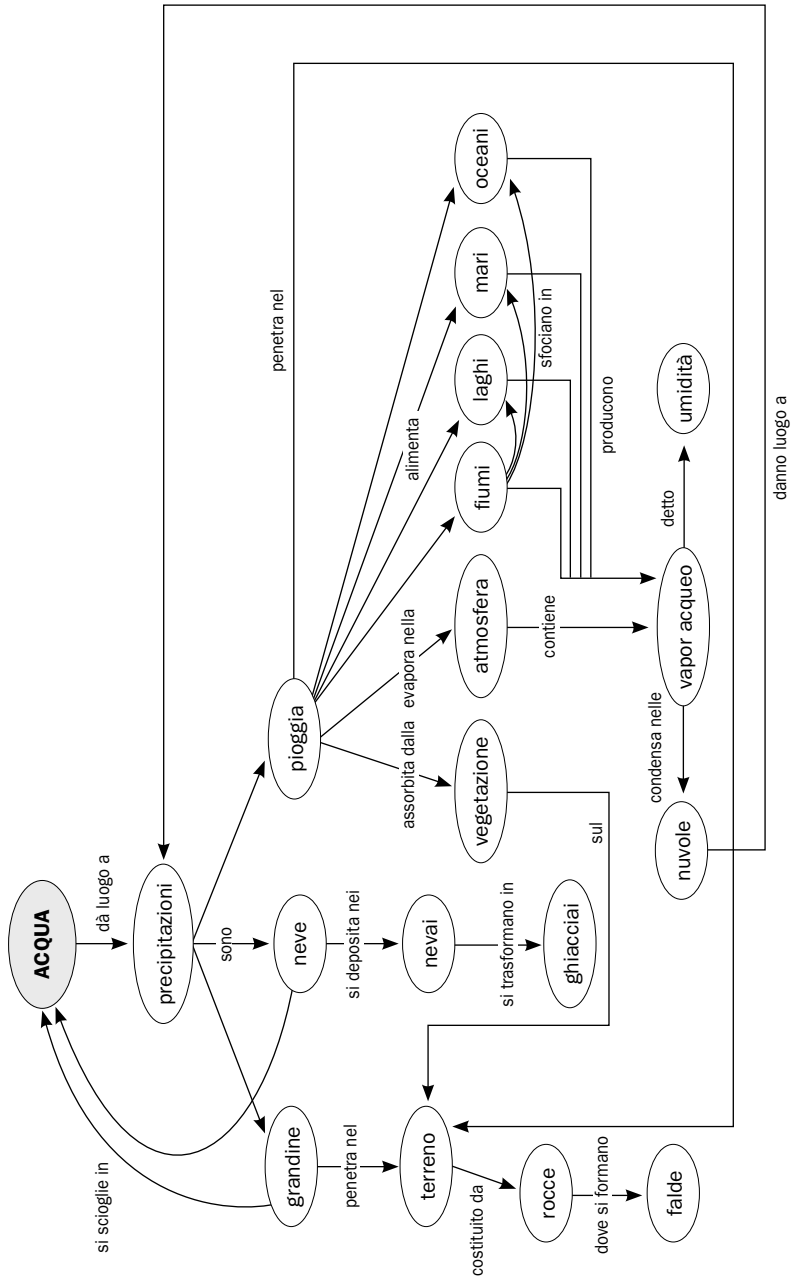 ACQUA
dà luogo a
si scioglie in
precipitazioni
sono
grandine
neve
pioggia
penetra nel
penetra nel
si deposita nei
assorbita dalla
evapora nella
alimenta
terreno
nevai
vegetazione
atmosfera
fiumi
laghi
mari
oceani
costituito da
si trasformano in
sul
contiene
sfociano in
producono
rocce
ghiacciai
dove si formano
falde
nuvole
condensa nelle
vapor acqueo
detto
umidità
danno luogo a